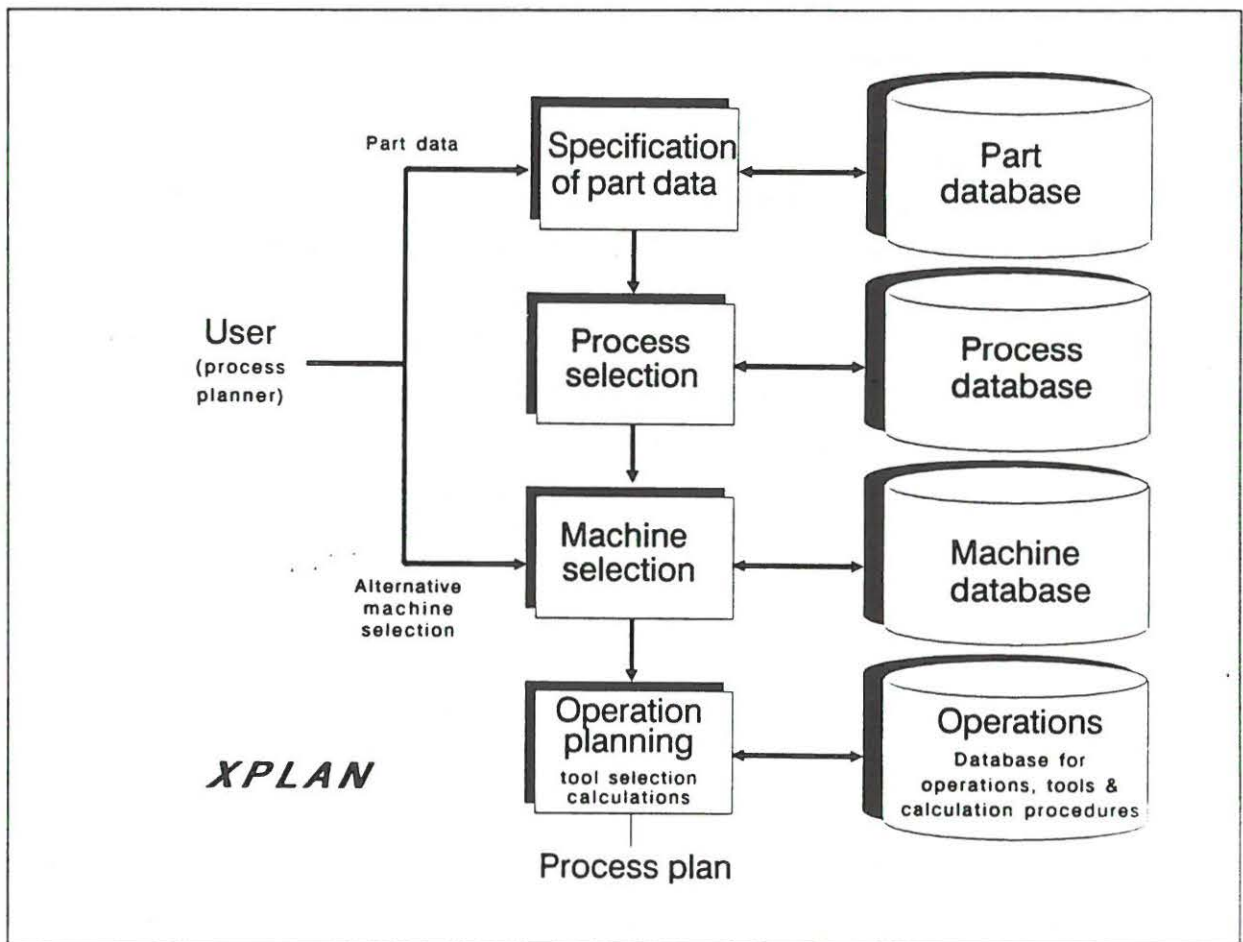 Part data
Specification
of part data
Part
database
User
(process
planner)
Process
selection
Process
database
Alternative
machine
selection
Machine
selection
Machine
database
XPLAN
Operation
planning
tool selection
calculations
Operations
Database for
operations, tools &
calculation procedures
Process plan